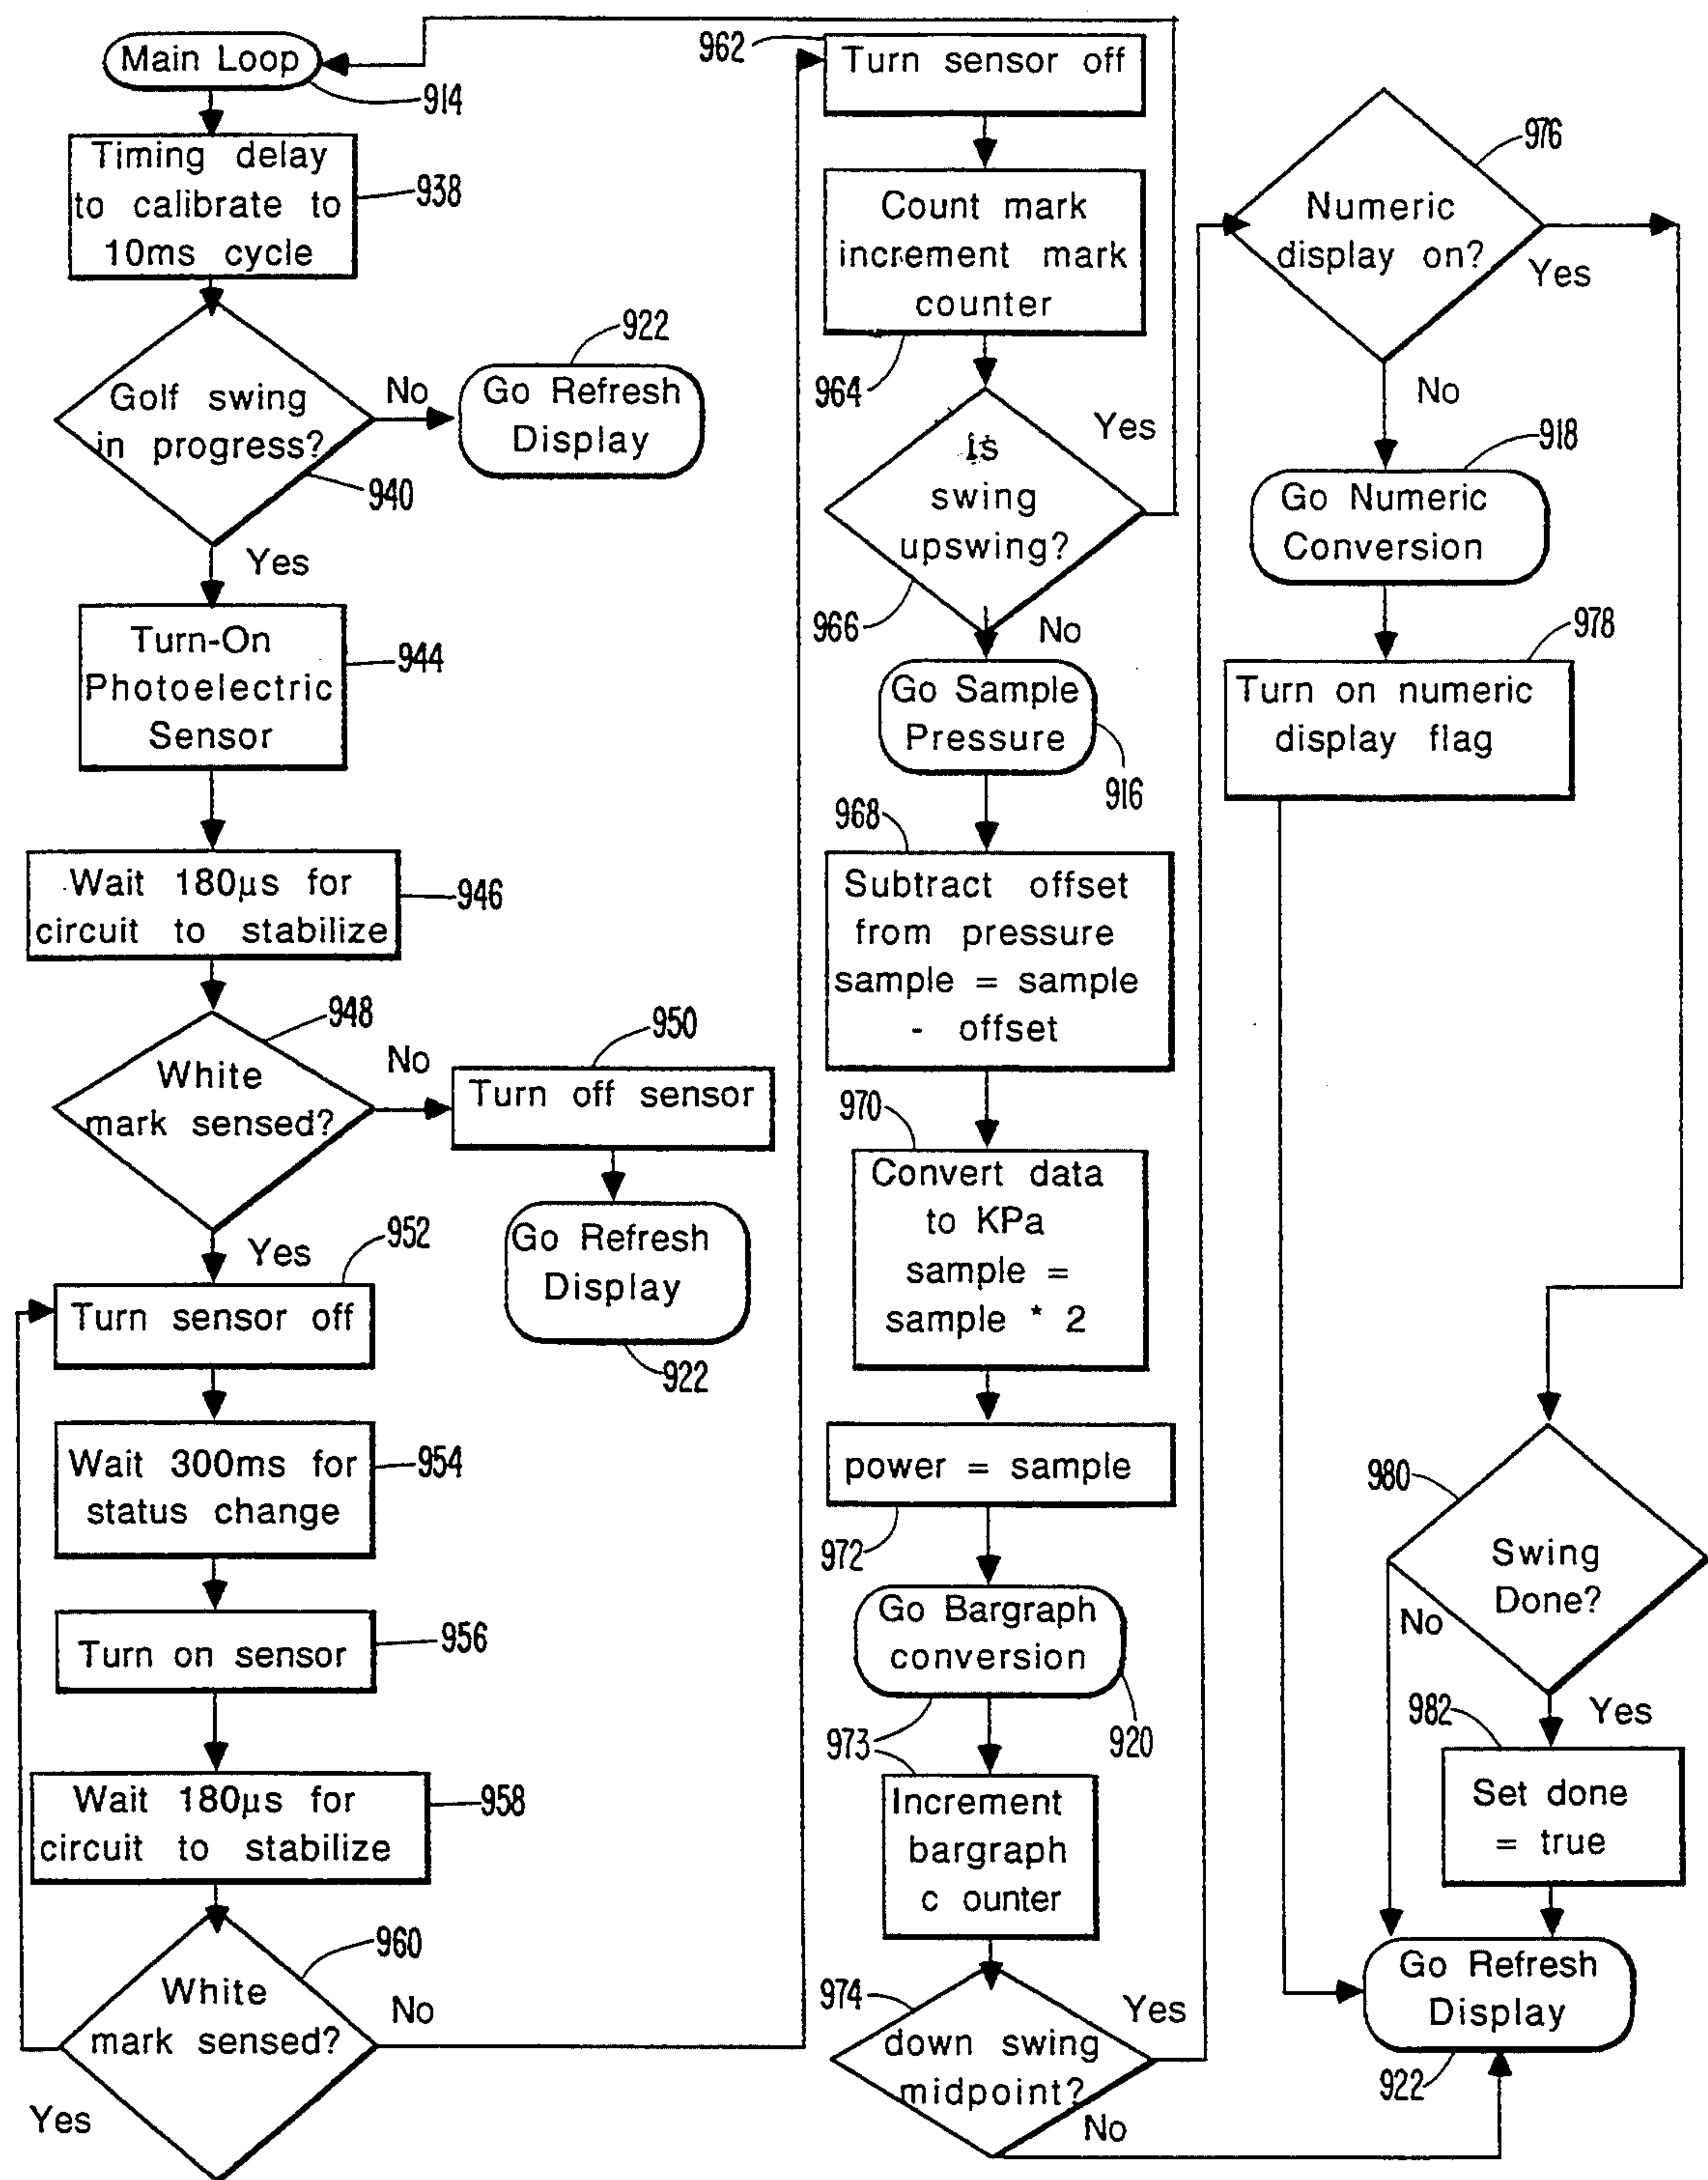 Main Loop
914
Timing delay
to calibrate to
10ms cycle
938
Golf swing
in progress?
940
No
922
Go Refresh
Display
Yes
Turn-On
Photoelectric
Sensor
944
Wait 180µs for
circuit to stabilize
946
948
White
mark sensed?
No
950
Turn off sensor
Go Refresh
Display
922
Yes
952
Turn sensor off
Wait 300ms for
status change
954
Turn on sensor
956
Wait 180µs for
circuit to stabilize
958
960
White
mark sensed?
No
Yes
962
Turn sensor off
Count mark
increment mark
counter
964
Is
swing
upswing?
Yes
966
No
Go Sample
Pressure
916
968
Subtract offset
from pressure
sample = sample
- offset
970
Convert data
to KPa
sample =
sample * 2
power = sample
972
Go Bargraph
conversion
973
920
Increment
bargraph
c ounter
974
down swing
midpoint?
Yes
No
976
Numeric
display on?
Yes
No
918
Go Numeric
Conversion
978
Turn on numeric
display flag
980
Swing
Done?
No
Yes
982
Set done
= true
Go Refresh
Display
922